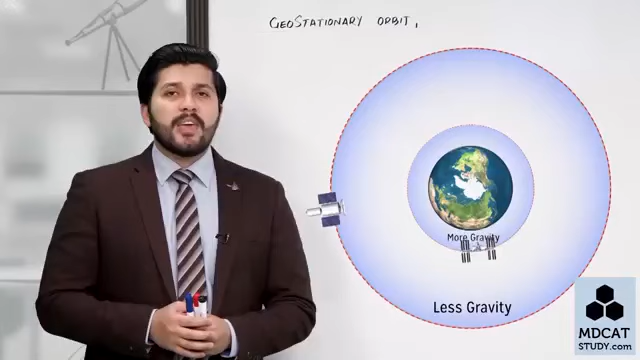 GEOSTATIONARY ORBIT,
More Gravity
Less Gravity
MDCAT
STUDY.com